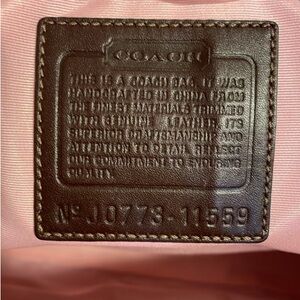 COACH
THIS IS A COACH BAG. IT WAS
HANDCRAFTED IN CHINA FROM
THE FINEST MATERIALS TRIMMED
WITH GENUINE LEATHER. ITS
SUPERIOR CRAFTSMANSHIP AND
ATTENTION TO DETAIL REFLECT
OUR COMMITMENT TO ENDURING
QUALITY.
Nº J0773-11559